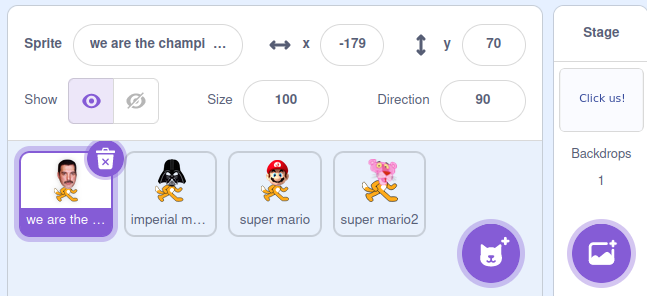 Sprite
we are the champi ...
x
-179
y
70
Show
Size
100
Direction
90
we are the ...
imperial m...
super mario
super mario2
Stage
Click us!
Backdrops
1